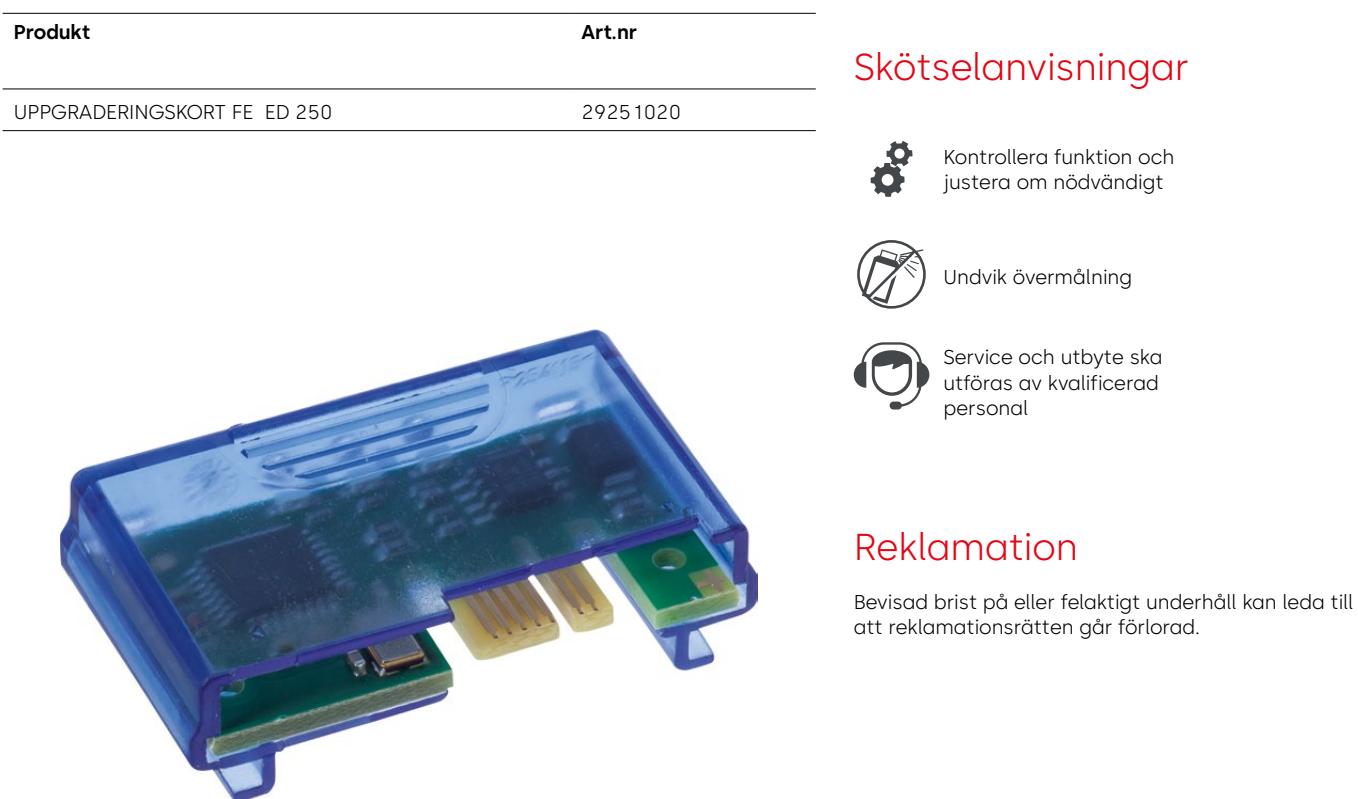 Produkt Art.nr
UPPGRADERINGSKORT FE ED 250 29251020
Skötselanvisningar
Kontrollera funktion och
justera om nödvändigt
Undvik övermålning
Service och utbyte ska
utföras av kvalificerad
personal
Reklamation
Bevisad brist på eller felaktigt underhåll kan leda till
att reklamationsrätten går förlorad.